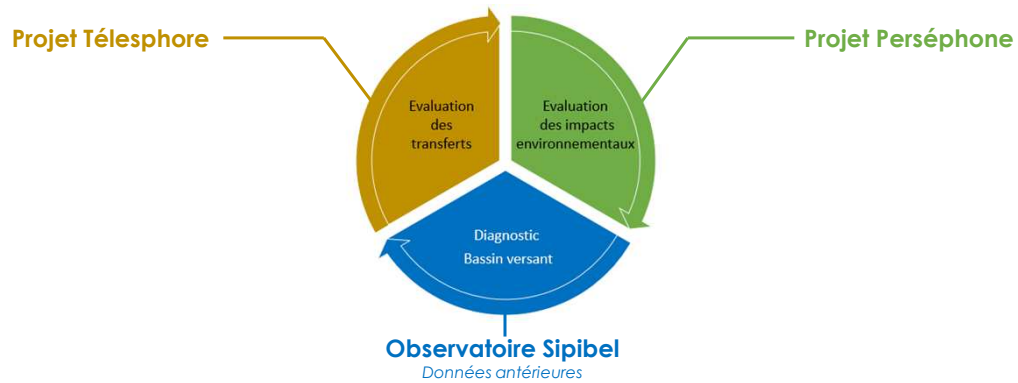 Projet Télesphore
Projet Perséphone
Evaluation
des
transferts
Evaluation
des impacts
environnementaux
Diagnostic
Bassin versant
Observatoire Sipibel
Données antérieures